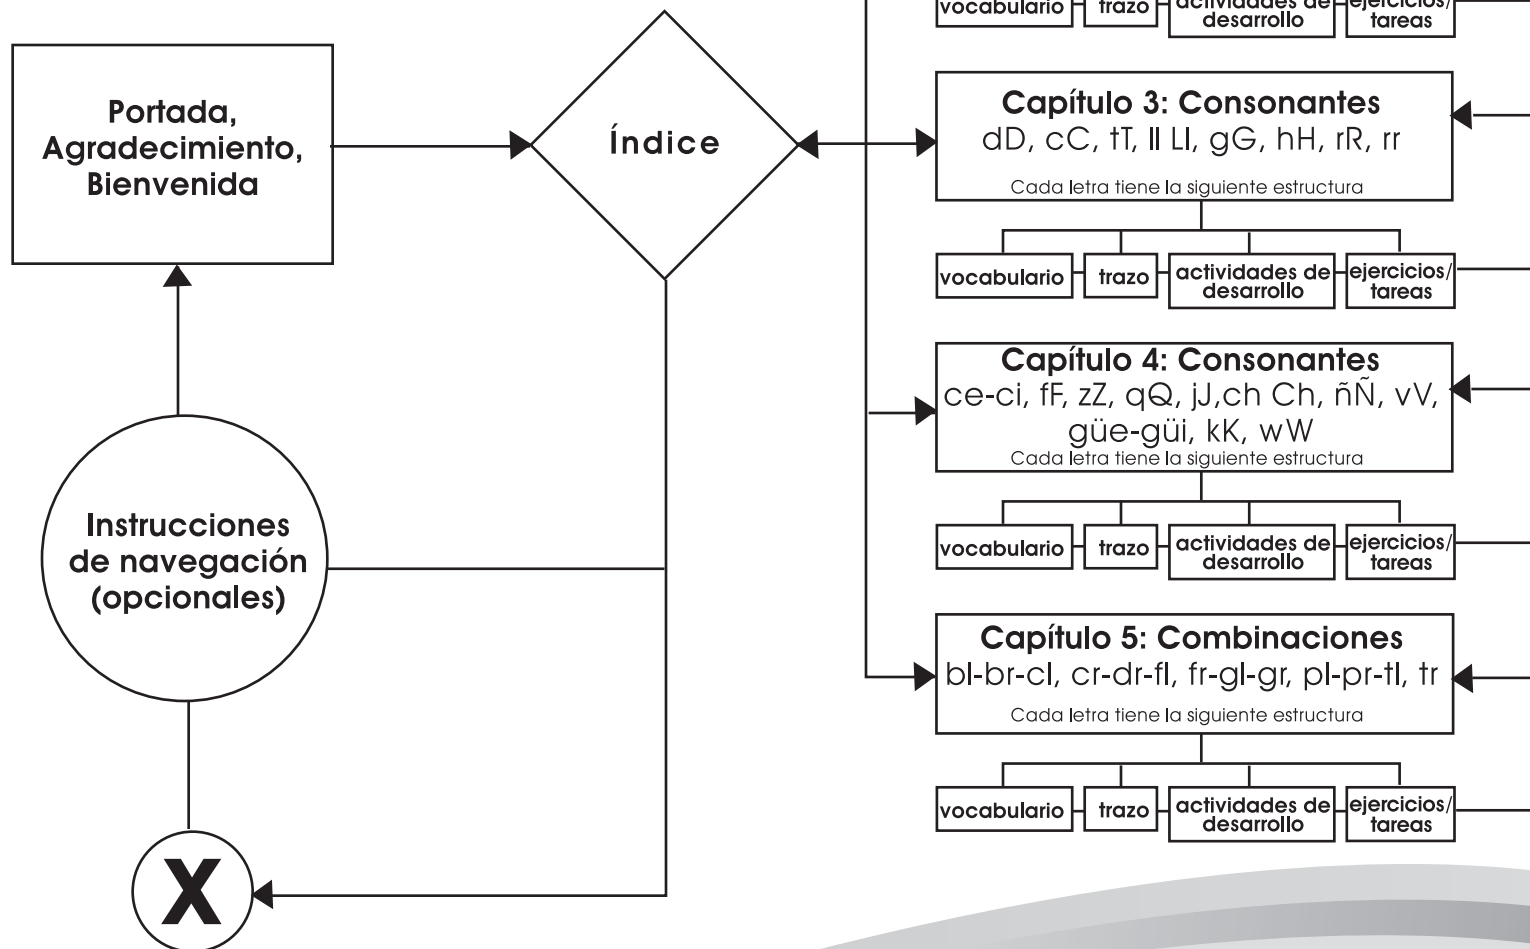 Portada,
Agradecimiento,
Bienvenida
Índice
Instrucciones
de navegación
(opcionales)
X
vocabulario
trazo
actividades de
desarrollo
ejercicios/
tareas
Capítulo 3: Consonantes
dD, cC, tT, ll Ll, gG, hH, rR, rr
Cada letra tiene la siguiente estructura
vocabulario
trazo
actividades de
desarrollo
ejercicios/
tareas
Capítulo 4: Consonantes
ce-ci, fF, zZ, qQ, jJ,ch Ch, ñÑ, vV,
güe-güi, kK, wW
Cada letra tiene la siguiente estructura
vocabulario
trazo
actividades de
desarrollo
ejercicios/
tareas
Capítulo 5: Combinaciones
bl-br-cl, cr-dr-fl, fr-gl-gr, pl-pr-tl, tr
Cada letra tiene la siguiente estructura
vocabulario
trazo
actividades de
desarrollo
ejercicios/
tareas